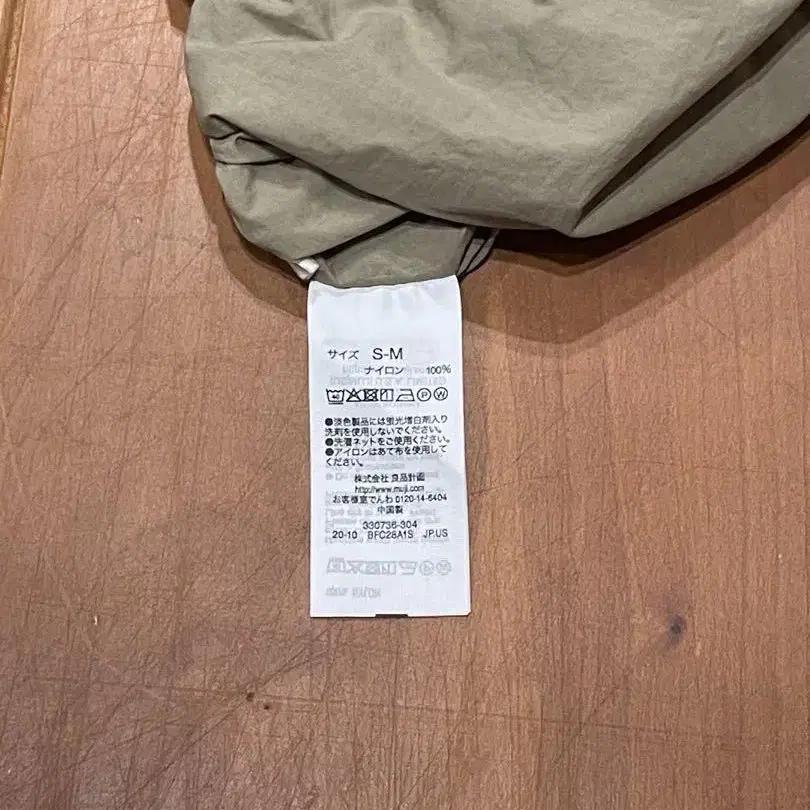 サイズ S-M
ナイロン 100%
●淡色製品には蛍光増白剤入り
洗剤を使用しないでください。
●洗濯ネットをご使用ください。
●アイロンはあて布を使用して
ください。
株式会社 良品計画
http://www.muji.com
お客様室でんわ 0120-14-6404
中国製
330736-304
20-10 BFC28A1S JP.US